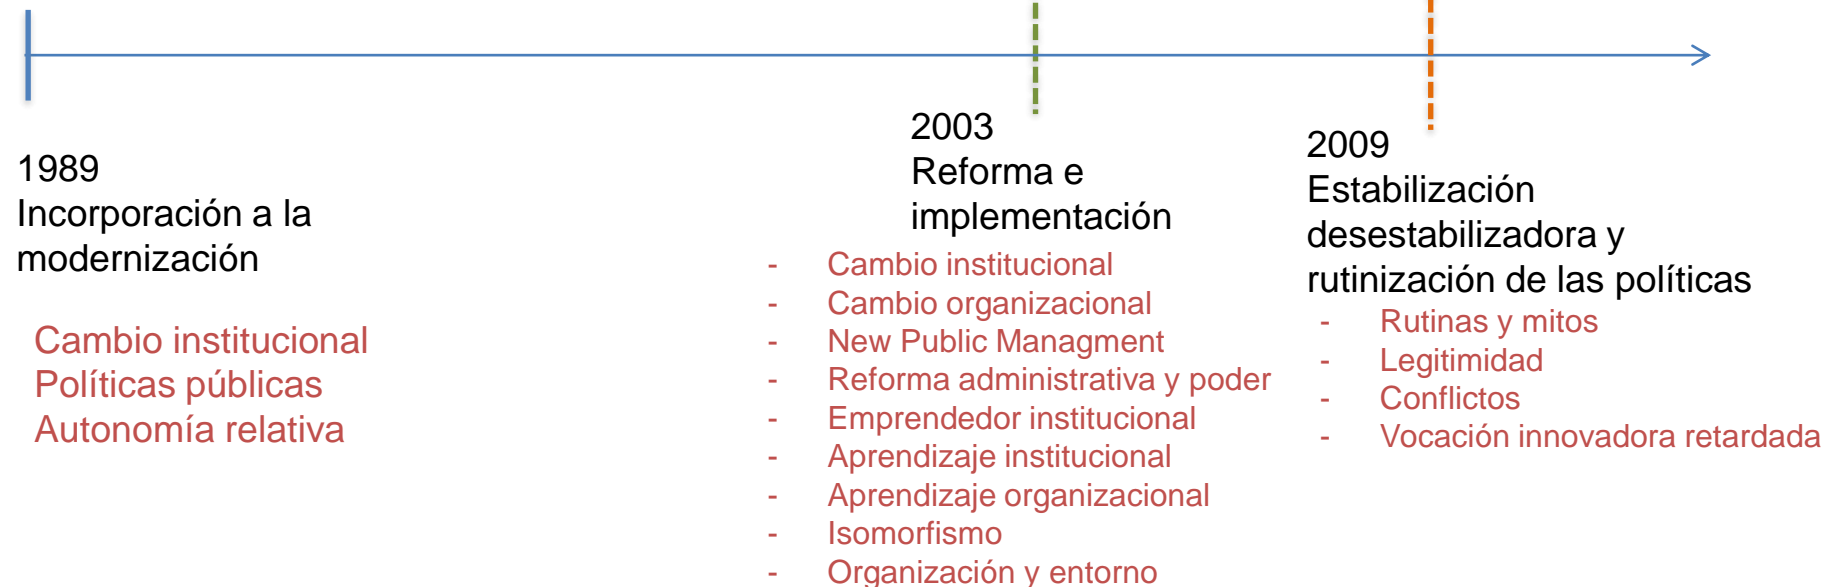 1989
Incorporación a la
modernización
Cambio institucional
Políticas públicas
Autonomía relativa
2003
Reforma e
implementación
- Cambio institucional
- Cambio organizacional
- New Public Managment
- Reforma administrativa y poder
- Emprendedor institucional
- Aprendizaje institucional
- Aprendizaje organizacional
- Isomorfismo
- Organización y entorno
2009
Estabilización
desestabilizadora y
rutinización de las políticas
- Rutinas y mitos
- Legitimidad
- Conflictos
- Vocación innovadora retardada